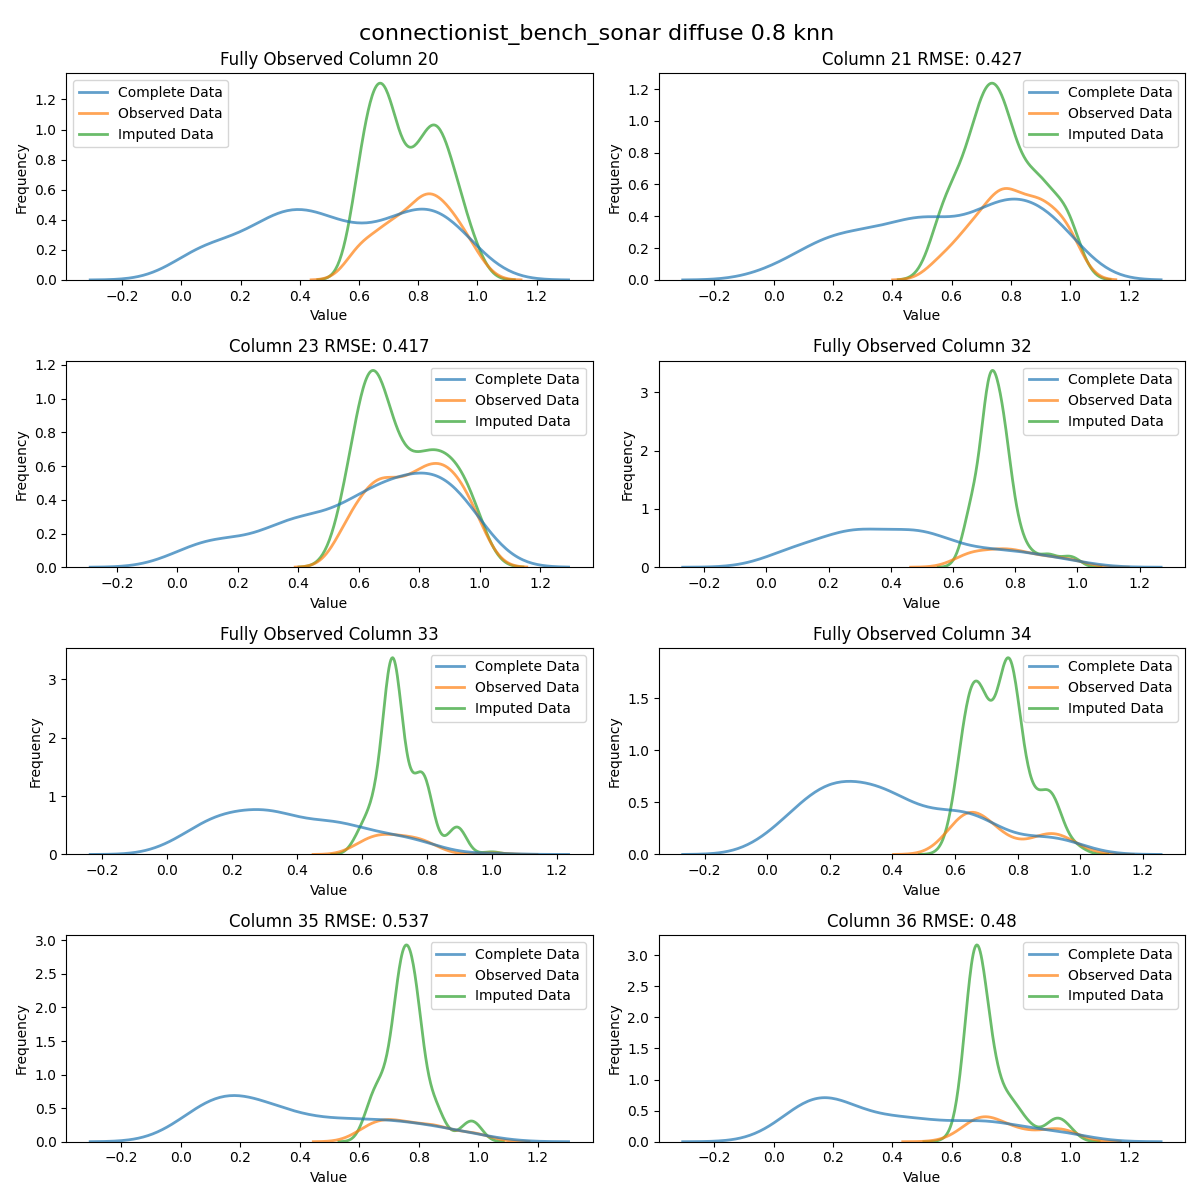 connectionist_bench_sonar diffuse 0.8 knn
Fully Observed Column 20
Complete Data
Observed Data
Imputed Data
Frequency
0.0
0.2
0.4
0.6
0.8
1.0
1.2
−0.2 0.0 0.2 0.4 0.6 0.8 1.0 1.2
Value
Column 21 RMSE: 0.427
Complete Data
Observed Data
Imputed Data
Frequency
0.0
0.2
0.4
0.6
0.8
1.0
1.2
−0.2 0.0 0.2 0.4 0.6 0.8 1.0 1.2
Value
Column 23 RMSE: 0.417
Complete Data
Observed Data
Imputed Data
Frequency
0.0
0.2
0.4
0.6
0.8
1.0
1.2
−0.2 0.0 0.2 0.4 0.6 0.8 1.0 1.2
Value
Fully Observed Column 32
Complete Data
Observed Data
Imputed Data
Frequency
0
1
2
3
−0.2 0.0 0.2 0.4 0.6 0.8 1.0 1.2
Value
Fully Observed Column 33
Complete Data
Observed Data
Imputed Data
Frequency
0
1
2
3
−0.2 0.0 0.2 0.4 0.6 0.8 1.0 1.2
Value
Fully Observed Column 34
Complete Data
Observed Data
Imputed Data
Frequency
0.0
0.5
1.0
1.5
−0.2 0.0 0.2 0.4 0.6 0.8 1.0 1.2
Value
Column 35 RMSE: 0.537
Complete Data
Observed Data
Imputed Data
Frequency
0.0
0.5
1.0
1.5
2.0
2.5
3.0
−0.2 0.0 0.2 0.4 0.6 0.8 1.0 1.2
Value
Column 36 RMSE: 0.48
Complete Data
Observed Data
Imputed Data
Frequency
0.0
0.5
1.0
1.5
2.0
2.5
3.0
−0.2 0.0 0.2 0.4 0.6 0.8 1.0 1.2
Value